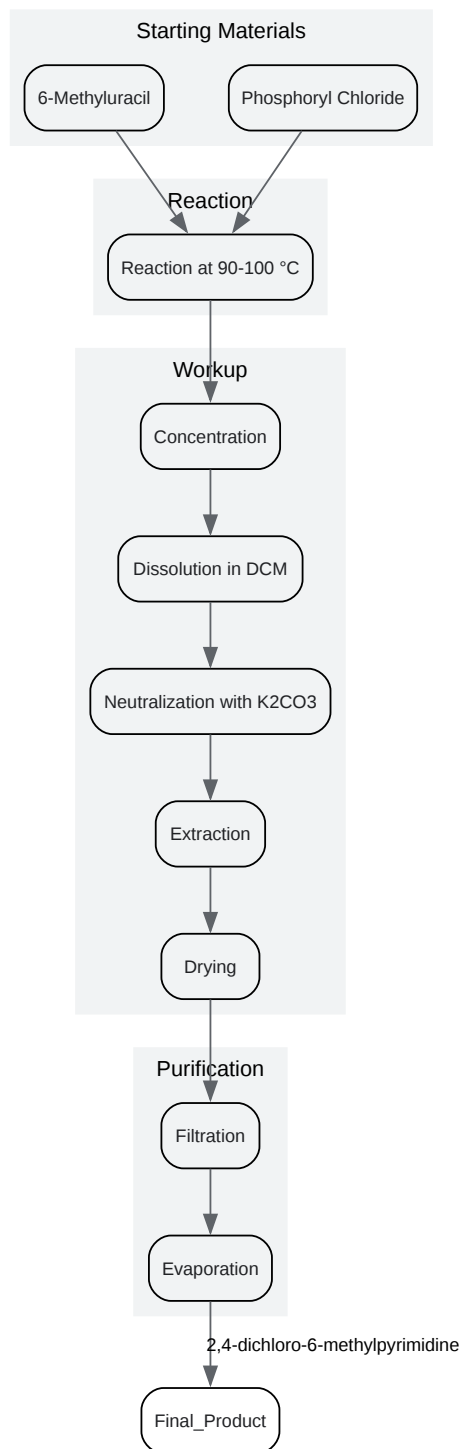 Starting Materials
6-Methyluracil
Phosphoryl Chloride
Reaction
Reaction at 90-100 °C
Workup
Concentration
Dissolution in DCM
Neutralization with K2CO3
Extraction
Drying
Purification
Filtration
Evaporation
2,4-dichloro-6-methylpyrimidine
Final_Product